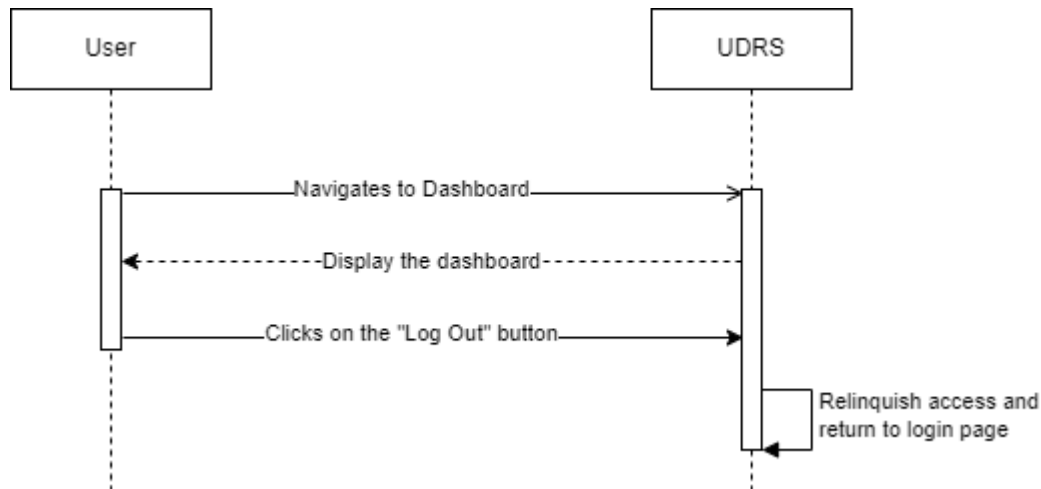 User
UDRS
Navigates to Dashboard
Display the dashboard
Clicks on the "Log Out" button
Relinquish access and
return to login page